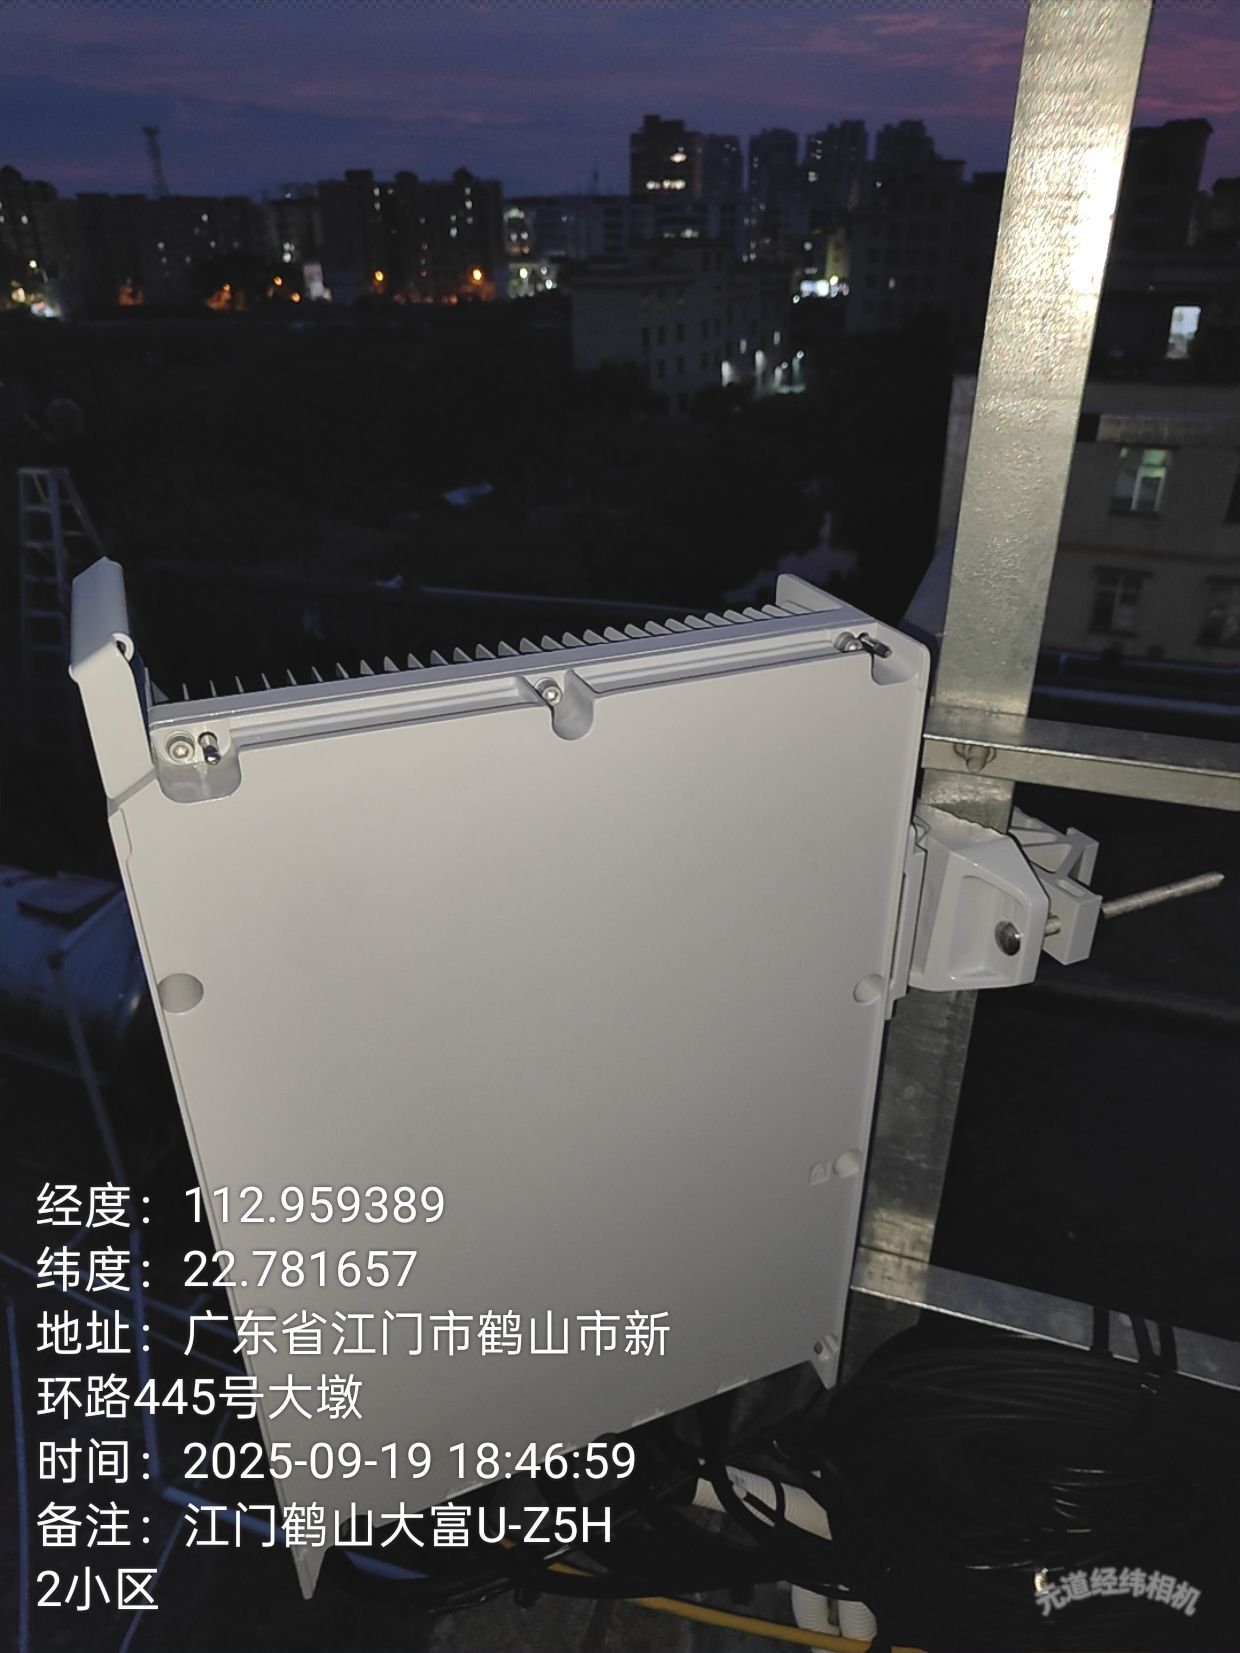 经度：112.959389
纬度：22.781657
地址：广东省江门市鹤山市新
环路445号大墩
时间：2025-09-19 18:46:59
备注：江门鹤山大富U-Z5H
2小区
元道经纬相机